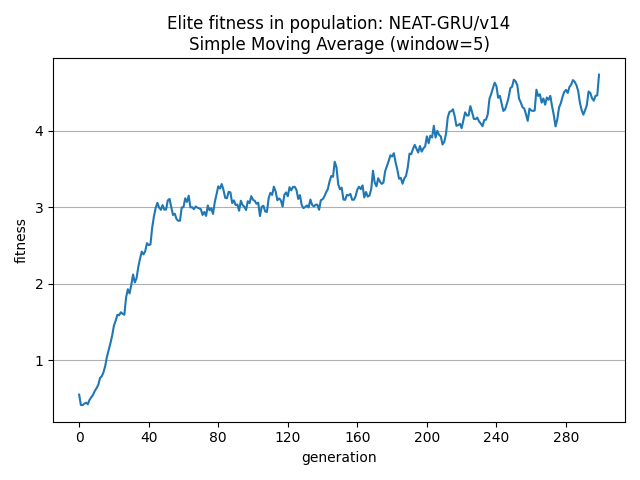 Elite fitness in population: NEAT-GRU/v14
Simple Moving Average (window=5)
fitness
4
3
2
1
0 40 80 120 160 200 240 280
generation